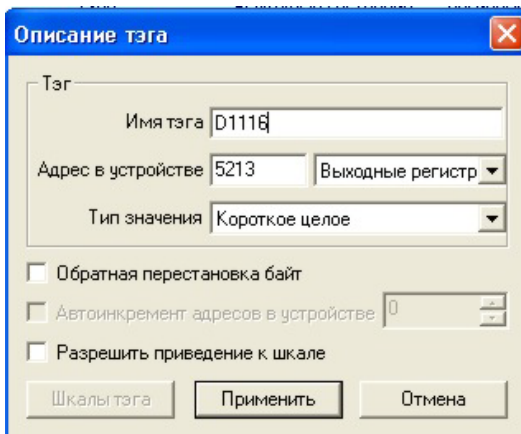 Описание тэга
Тэг
Имя тэга D1116
Адрес в устройстве 5213 Выходные регистр
Тип значения Короткое целое
Обратная перестановка байт
Автоинкремент адресов в устройстве 0
Разрешить приведение к шкале
Шкалы тэга Применить Отмена